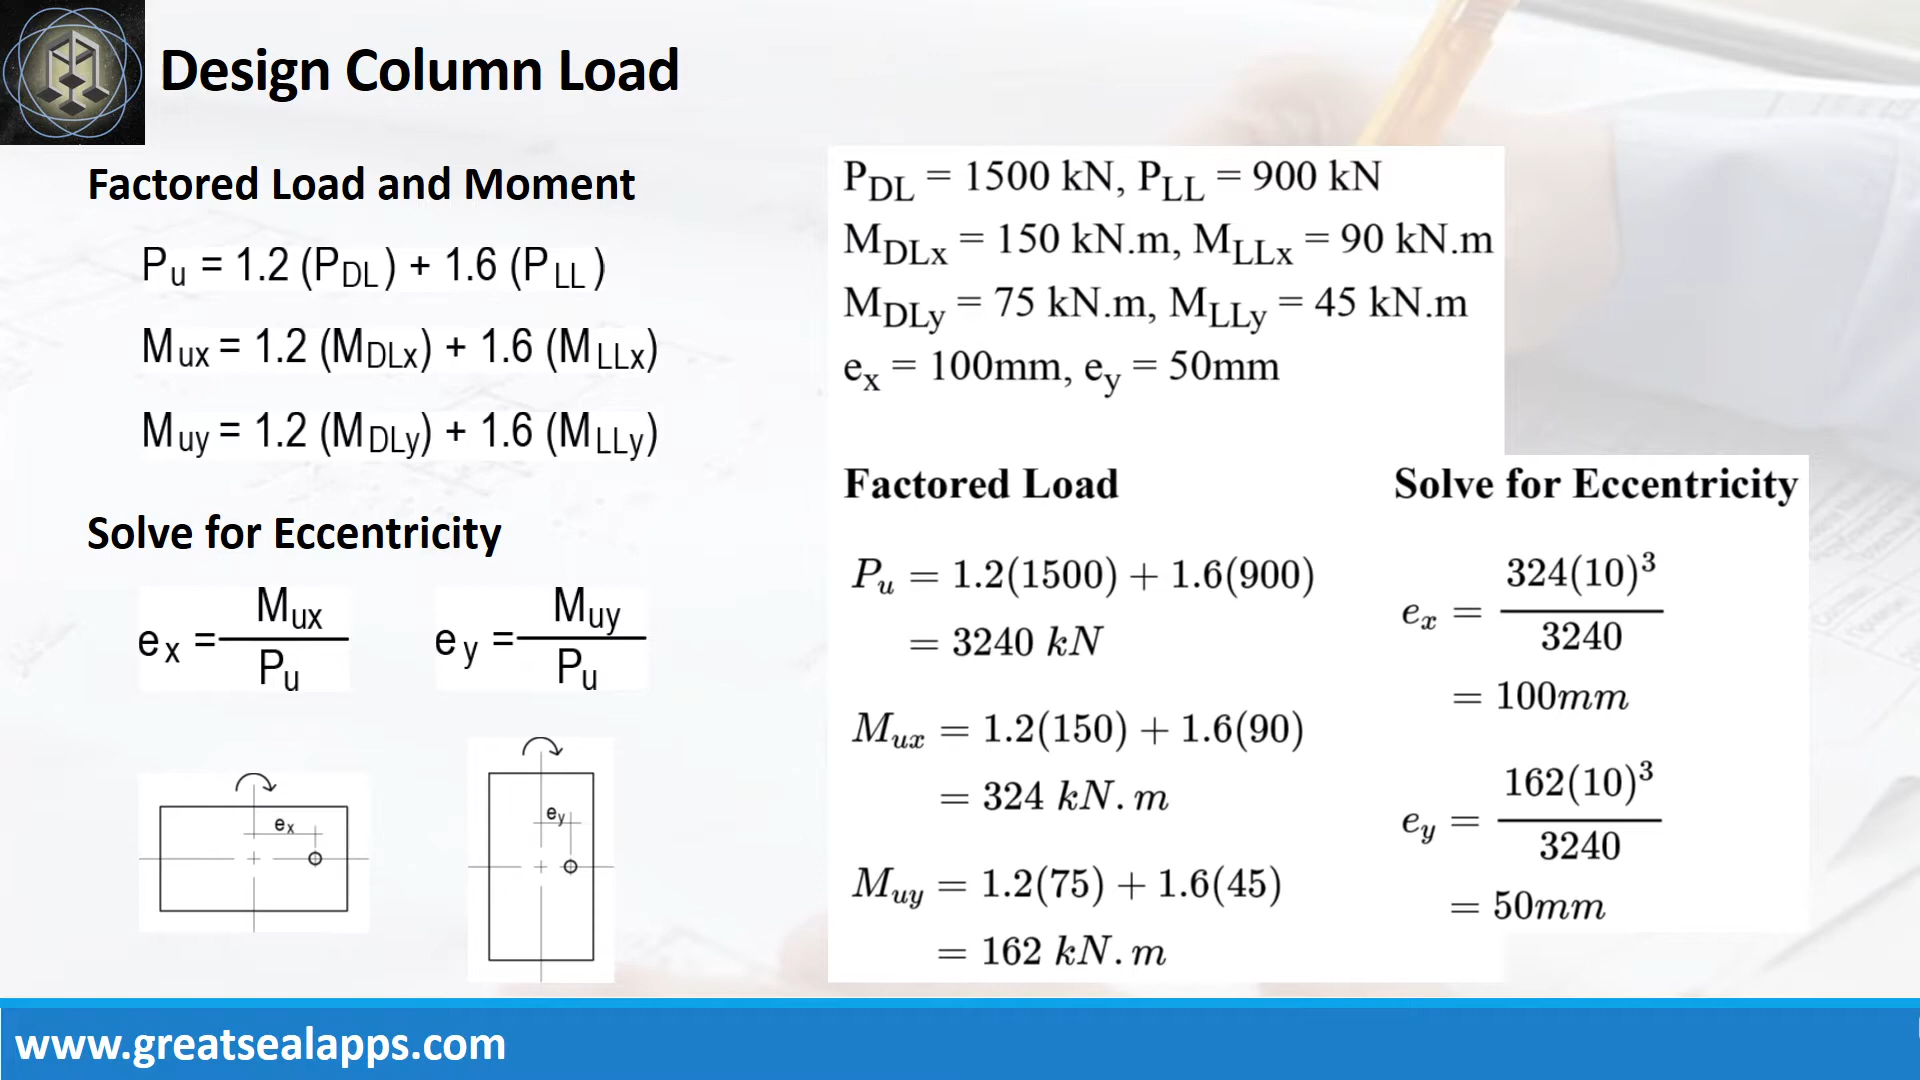 Design Column Load
Factored Load and Moment
Pu = 1.2 (PDL) + 1.6 (PLL)
Mux = 1.2 (MDLx) + 1.6 (MLLx)
Muy = 1.2 (MDLy) + 1.6 (MLLy)
Solve for Eccentricity
ex = Mux / Pu
ey = Muy / Pu
ex
ey
PDL = 1500 kN, PLL = 900 kN
MDLx = 150 kN.m, MLLx = 90 kN.m
MDLy = 75 kN.m, MLLy = 45 kN.m
ex = 100mm, ey = 50mm
Factored Load
Pu = 1.2(1500) + 1.6(900)
= 3240 kN
Mux = 1.2(150) + 1.6(90)
= 324 kN.m
Muy = 1.2(75) + 1.6(45)
= 162 kN.m
Solve for Eccentricity
ex = 324(10)³ / 3240
= 100mm
ey = 162(10)³ / 3240
= 50mm
www.greatsealapps.com